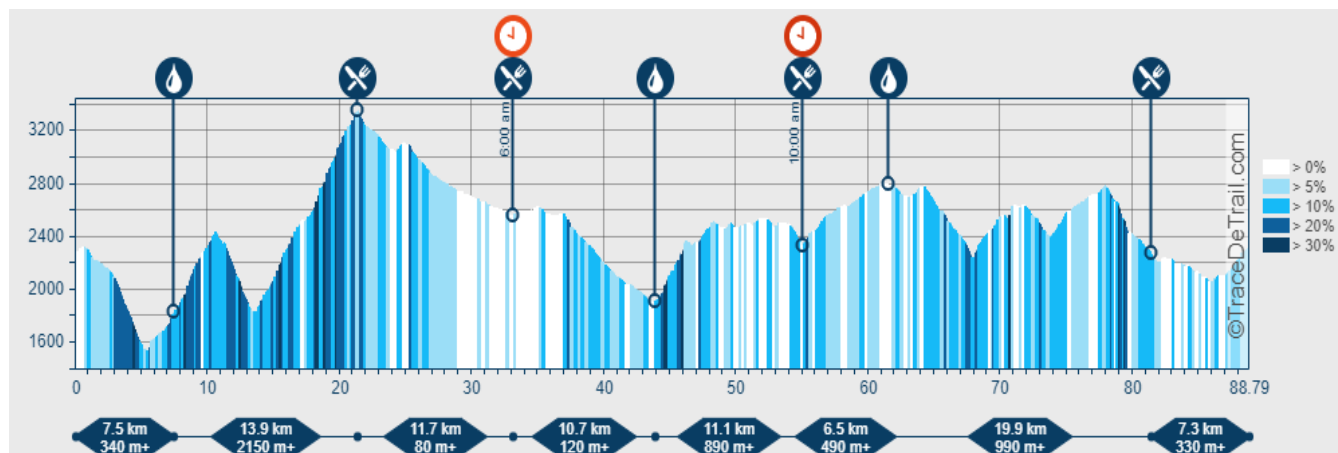 6:00 am
10:00 am
3200
2800
2400
2000
1600
0 10 20 30 40 50 60 70 80 88.79
©TraceDeTrail.com
> 0%
> 5%
> 10%
> 20%
> 30%
7.5 km
340 m+
13.9 km
2150 m+
11.7 km
80 m+
10.7 km
120 m+
11.1 km
890 m+
6.5 km
490 m+
19.9 km
990 m+
7.3 km
330 m+